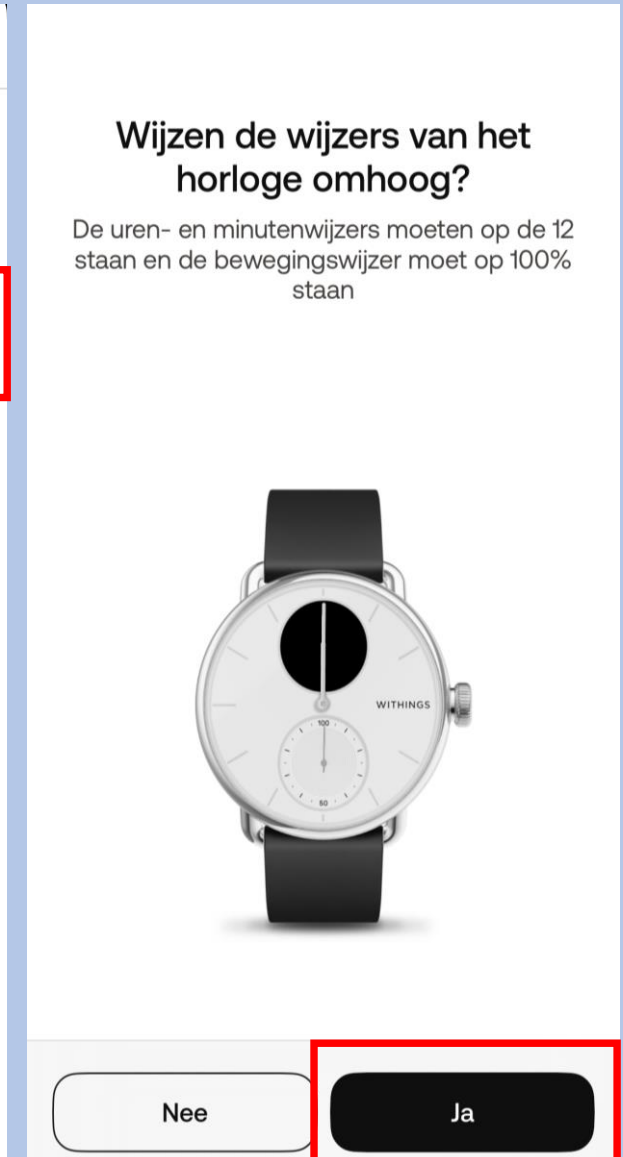 Wijzen de wijzers van het
horloge omhoog?
De uren- en minutenwijzers moeten op de 12
staan en de bewegingswijzer moet op 100%
staan
WITHINGS
100
50
Nee
Ja